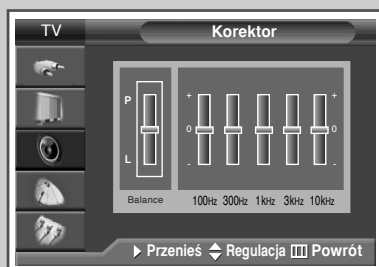 TV Korektor
P + +
0 0
L - -
Balance 100Hz 300Hz 1kHz 3kHz 10kHz
Przenieś Regulacja Powrót